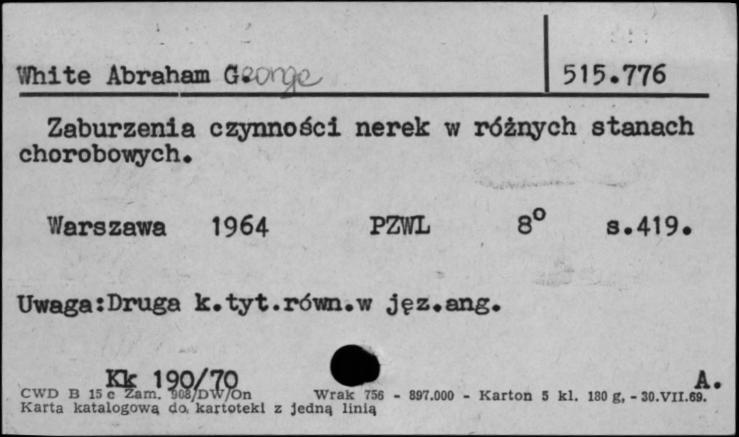 White Abraham George 515.776
Zaburzenia czynności nerek w różnych stanach
chorobowych.
Warszawa 1964 PZWL 8° s.419.
Uwaga:Druga k.tyt.równ.w jęz.ang.
Kk 190/70 A.
CWD B 15 c Zam. 908/DW/On Wrak 756 - 897.000 - Karton 5 kl. 180 g, - 30.VII.69.
Karta katalogową do kartoteki z jedną linią